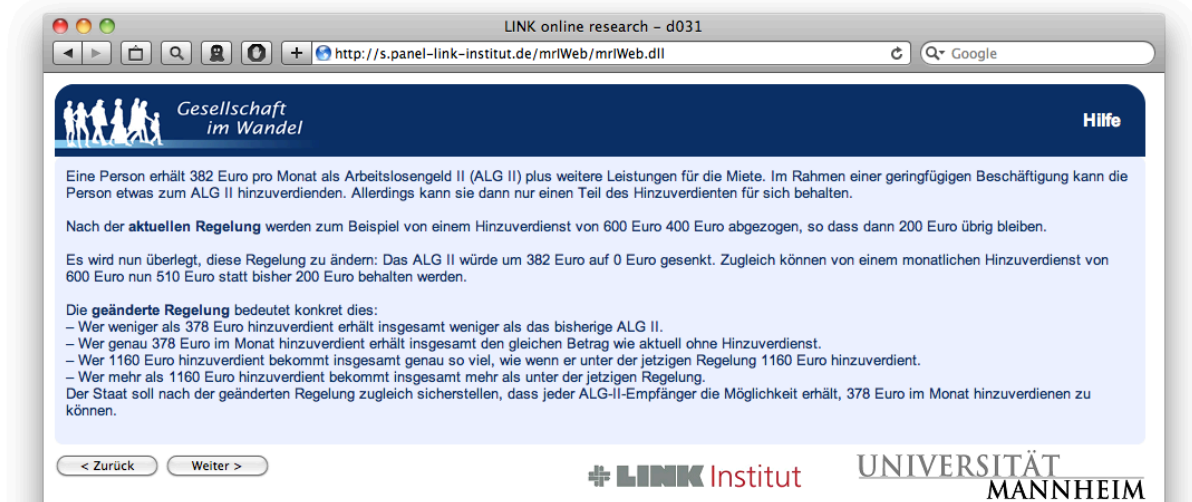 LINK online research – d031
http://s.panel-link-institut.de/mrlWeb/mrlWeb.dll
Google
Gesellschaft
im Wandel
Hilfe
Eine Person erhält 382 Euro pro Monat als Arbeitslosengeld II (ALG II) plus weitere Leistungen für die Miete. Im Rahmen einer geringfügigen Beschäftigung kann die
Person etwas zum ALG II hinzuverdienden. Allerdings kann sie dann nur einen Teil des Hinzuverdienten für sich behalten.
Nach der aktuellen Regelung werden zum Beispiel von einem Hinzuverdienst von 600 Euro 400 Euro abgezogen, so dass dann 200 Euro übrig bleiben.
Es wird nun überlegt, diese Regelung zu ändern: Das ALG II würde um 382 Euro auf 0 Euro gesenkt. Zugleich können von einem monatlichen Hinzuverdienst von
600 Euro nun 510 Euro statt bisher 200 Euro behalten werden.
Die geänderte Regelung bedeutet konkret dies:
– Wer weniger als 378 Euro hinzuverdient erhält insgesamt weniger als das bisherige ALG II.
– Wer genau 378 Euro im Monat hinzuverdient erhält insgesamt den gleichen Betrag wie aktuell ohne Hinzuverdienst.
– Wer 1160 Euro hinzuverdient bekommt insgesamt genau so viel, wie wenn er unter der jetzigen Regelung 1160 Euro hinzuverdient.
– Wer mehr als 1160 Euro hinzuverdient bekommt insgesamt mehr als unter der jetzigen Regelung.
Der Staat soll nach der geänderten Regelung zugleich sicherstellen, dass jeder ALG-II-Empfänger die Möglichkeit erhält, 378 Euro im Monat hinzuverdienen zu
können.
< Zurück
Weiter >
LINK Institut
UNIVERSITÄT
MANNHEIM